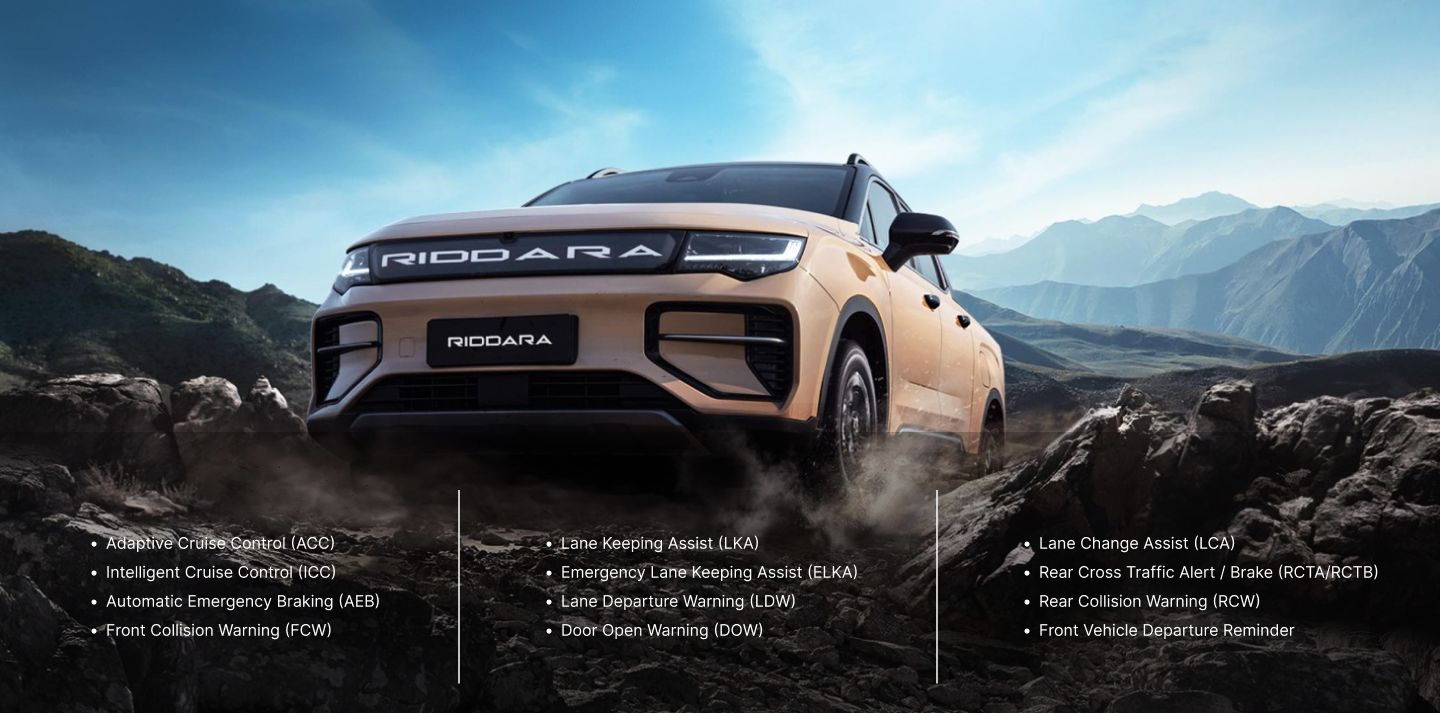 RIDDARA
RIDDARA
• Adaptive Cruise Control (ACC)
• Intelligent Cruise Control (ICC)
• Automatic Emergency Braking (AEB)
• Front Collision Warning (FCW)
• Lane Keeping Assist (LKA)
• Emergency Lane Keeping Assist (ELKA)
• Lane Departure Warning (LDW)
• Door Open Warning (DOW)
• Lane Change Assist (LCA)
• Rear Cross Traffic Alert / Brake (RCTA/RCTB)
• Rear Collision Warning (RCW)
• Front Vehicle Departure Reminder